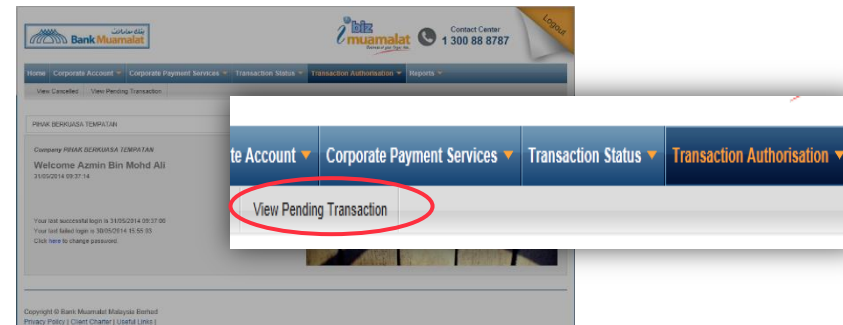 Bank Muamalat
i biz muamalat
Contact Center
1 300 88 8787
Logout
Home Corporate Account Corporate Payment Services Transaction Status Transaction Authorisation Reports
View Cancelled View Pending Transaction
PIHAK BERKUASA TEMPATAN
Company PIHAK BERKUASA TEMPATAN
Welcome Azmin Bin Mohd Ali
31/05/2014 09:37:14
Your last successful login is 31/05/2014 09:37:06
Your last failed login is 30/05/2014 15:55:03
Click here to change password.
te Account Corporate Payment Services Transaction Status Transaction Authorisation
View Pending Transaction
Copyright © Bank Muamalat Malaysia Berhad
Privacy Policy | Client Charter | Useful Links |